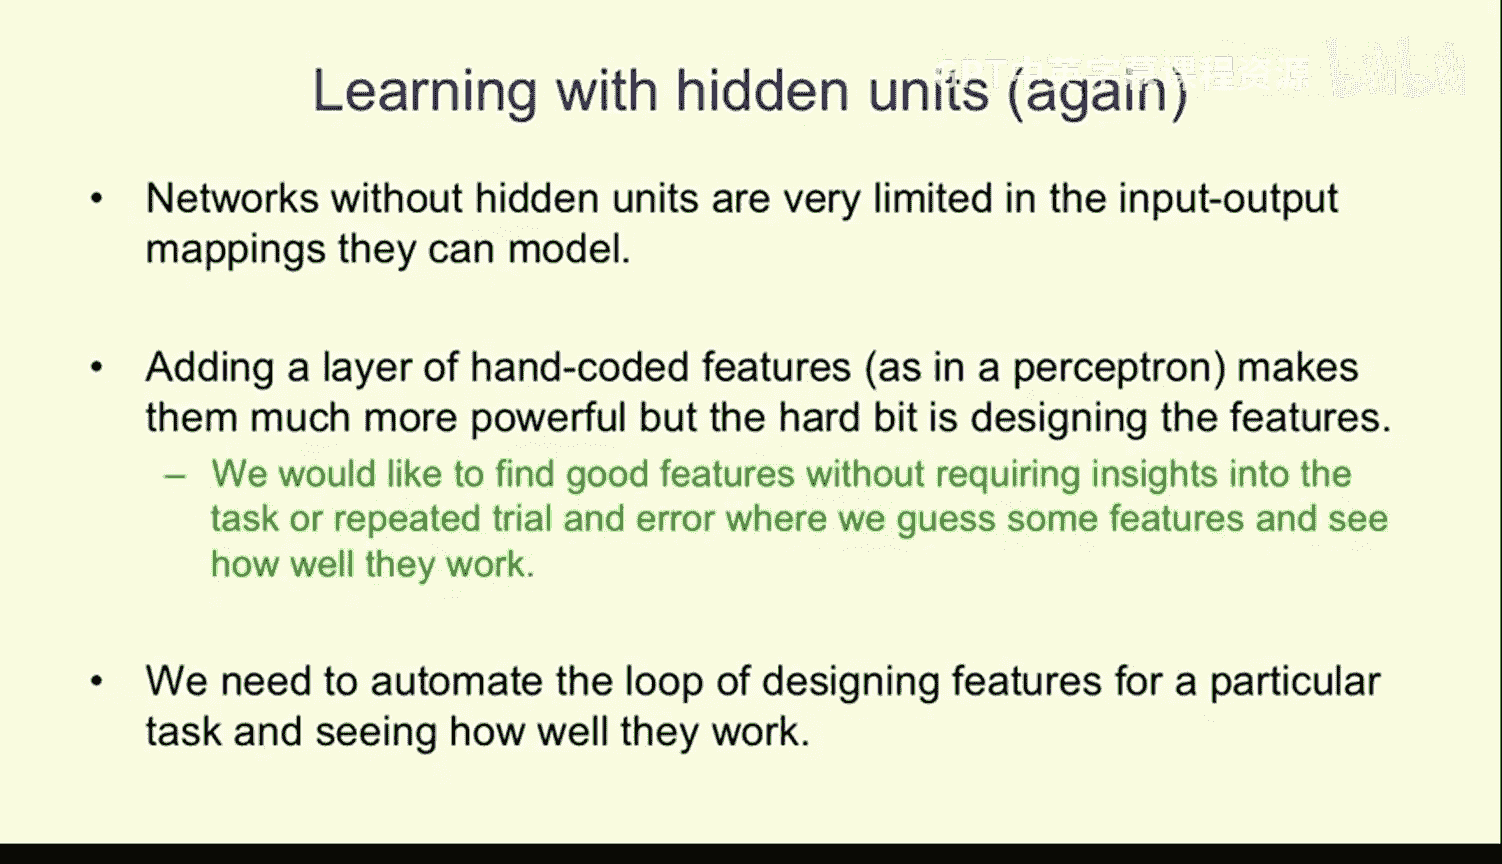 Learning with hidden units (again)
• Networks without hidden units are very limited in the input-output
mappings they can model.
• Adding a layer of hand-coded features (as in a perceptron) makes
them much more powerful but the hard bit is designing the features.
– We would like to find good features without requiring insights into the
task or repeated trial and error where we guess some features and see
how well they work.
• We need to automate the loop of designing features for a particular
task and seeing how well they work.